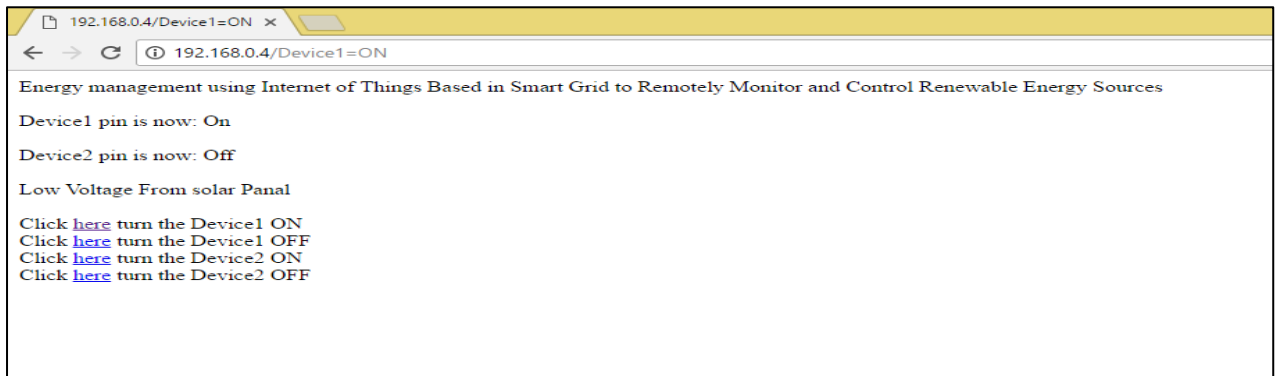 192.168.0.4/Device1=ON
192.168.0.4/Device1=ON
Energy management using Internet of Things Based in Smart Grid to Remotely Monitor and Control Renewable Energy Sources
Device1 pin is now: On
Device2 pin is now: Off
Low Voltage From solar Panal
Click here turn the Device1 ON
Click here turn the Device1 OFF
Click here turn the Device2 ON
Click here turn the Device2 OFF